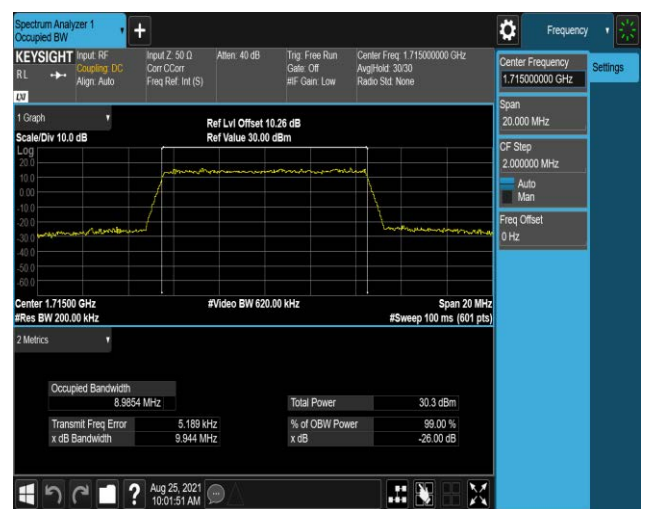 Spectrum Analyzer 1
Occupied BW
+
Frequency
KEYSIGHT
RL
LXI
Input: RF
Coupling: DC
Align: Auto
Input Z: 50 Ω
Corr CCorr
Freq Ref: Int (S)
Atten: 40 dB
Trig: Free Run
Gate: Off
#IF Gain: Low
Center Freq: 1.715000000 GHz
Avg|Hold: 30/30
Radio Std: None
Center Frequency
1.715000000 GHz
Settings
Span
20.000 MHz
CF Step
2.000000 MHz
Auto
Man
Freq Offset
0 Hz
1 Graph
Scale/Div 10.0 dB
Ref Lvl Offset 10.26 dB
Ref Value 30.00 dBm
Log
20.0
10.0
0.00
-10.0
-20.0
-30.0
-40.0
-50.0
-60.0
Center 1.71500 GHz
#Res BW 200.00 kHz
#Video BW 620.00 kHz
Span 20 MHz
#Sweep 100 ms (601 pts)
2 Metrics
Occupied Bandwidth
8.9854 MHz
Total Power 30.3 dBm
Transmit Freq Error 5.189 kHz
% of OBW Power 99.00 %
x dB Bandwidth 9.944 MHz
x dB -26.00 dB
?
Aug 25, 2021
10:01:51 AM